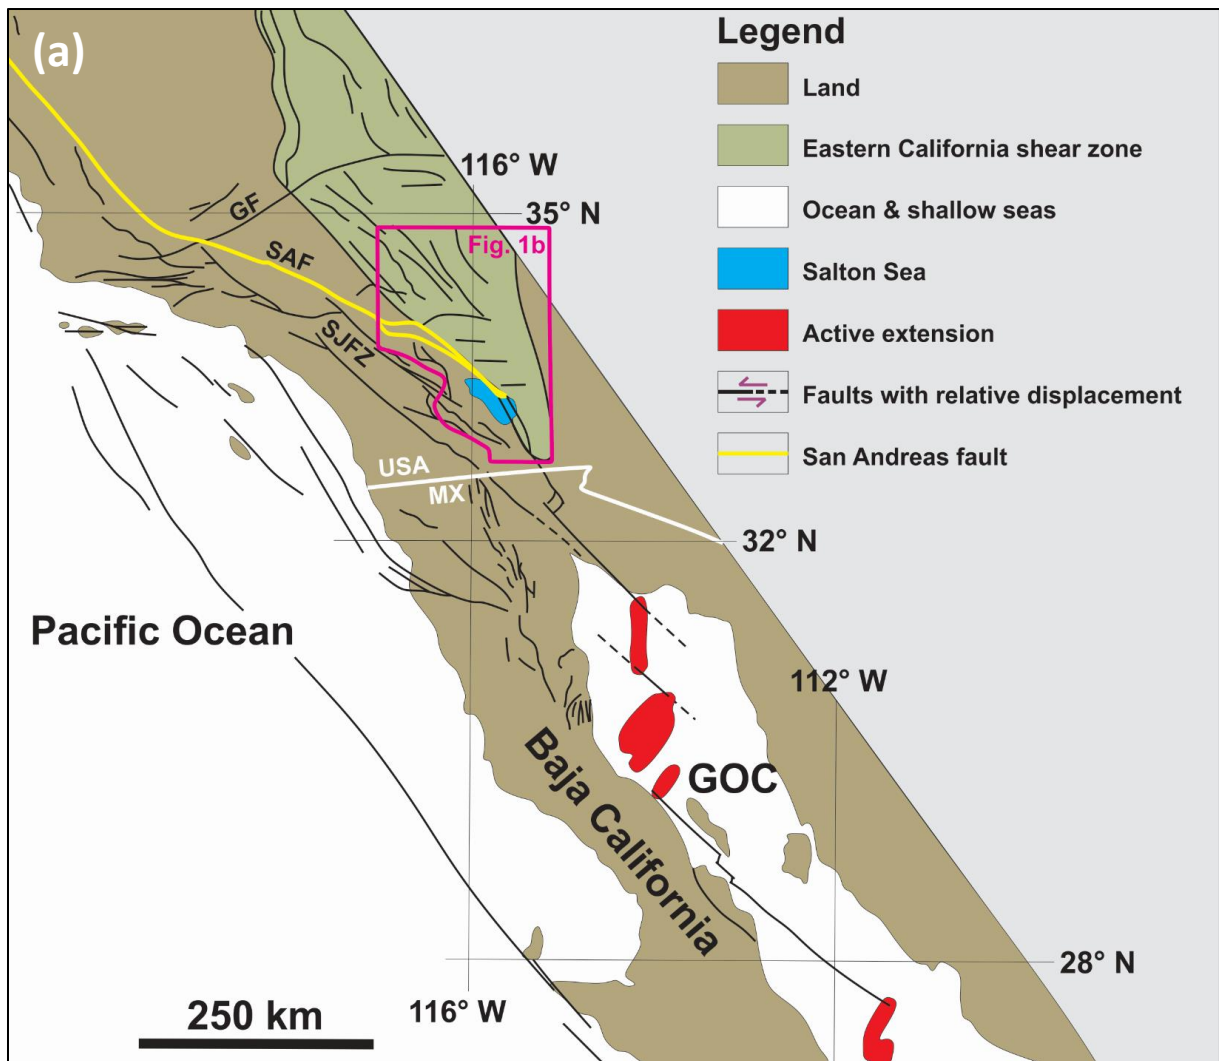 (a)
Legend
Land
Eastern California shear zone
Ocean & shallow seas
Salton Sea
Active extension
Faults with relative displacement
San Andreas fault
116° W
35° N
GF
Fig. 1b
SAF
SJFZ
USA
MX
32° N
Pacific Ocean
112° W
Baja California
GOC
28° N
116° W
250 km